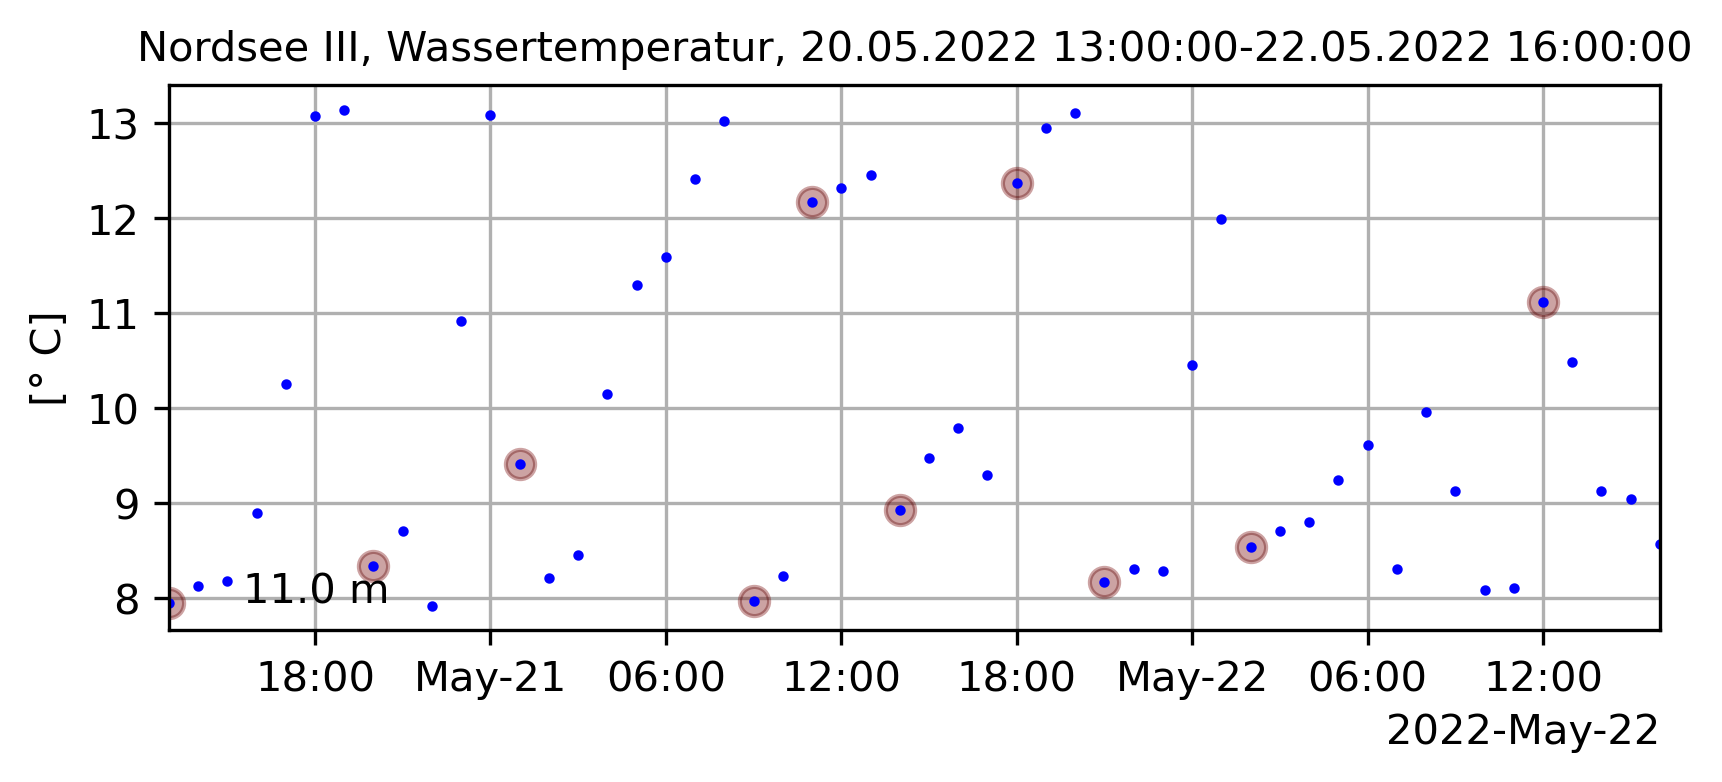 Nordsee III, Wassertemperatur, 20.05.2022 13:00:00-22.05.2022 16:00:00
[° C]
13
12
11
10
9
8
11.0 m
18:00 May-21 06:00 12:00 18:00 May-22 06:00 12:00
2022-May-22